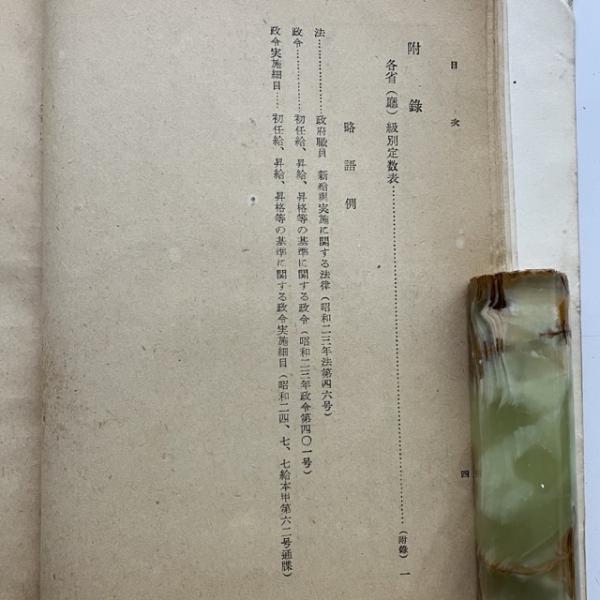 目次
四
附錄
各省(廳)級別定数表……………………………(附錄)一
略語例
法……………政府職員 新給與実施に関する法律(昭和二三年法第四六号)
政令…………初任給、昇給、昇格等の基準に関する政令(昭和二三年政令第四〇一号)
政令実施細目……初任給、昇給、昇格等の基準に関する政令実施細目(昭和二四、七、七給本甲第六二号通牒)